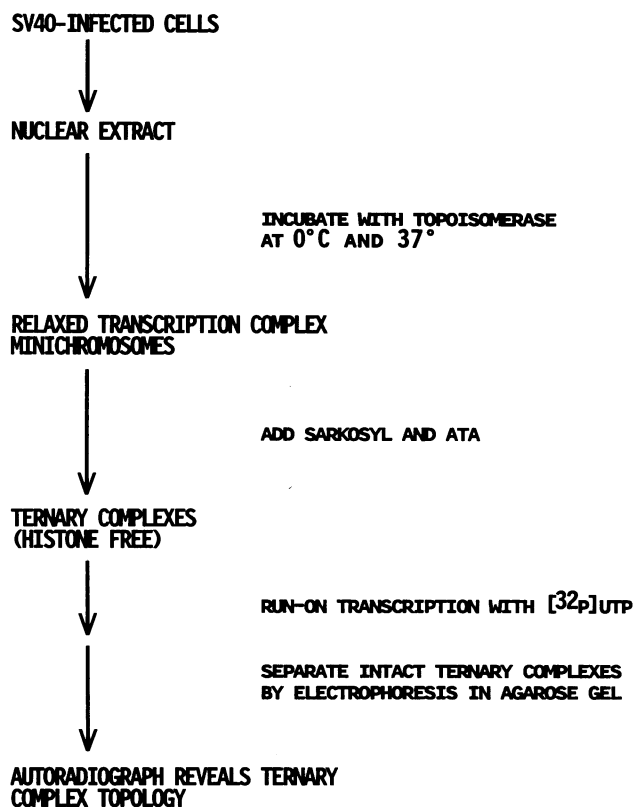 SV40-INFECTED CELLS
NUCLEAR EXTRACT
INCUBATE WITH TOPOISOMERASE
AT 0°C AND 37°
RELAXED TRANSCRIPTION COMPLEX
MINICHROMOSOMES
ADD SARKOSYL AND ATA
TERNARY COMPLEXES
(HISTONE FREE)
RUN-ON TRANSCRIPTION WITH [32P]UTP
SEPARATE INTACT TERNARY COMPLEXES
BY ELECTROPHORESIS IN AGAROSE GEL
AUTORADIOGRAPH REVEALS TERNARY
COMPLEX TOPOLOGY